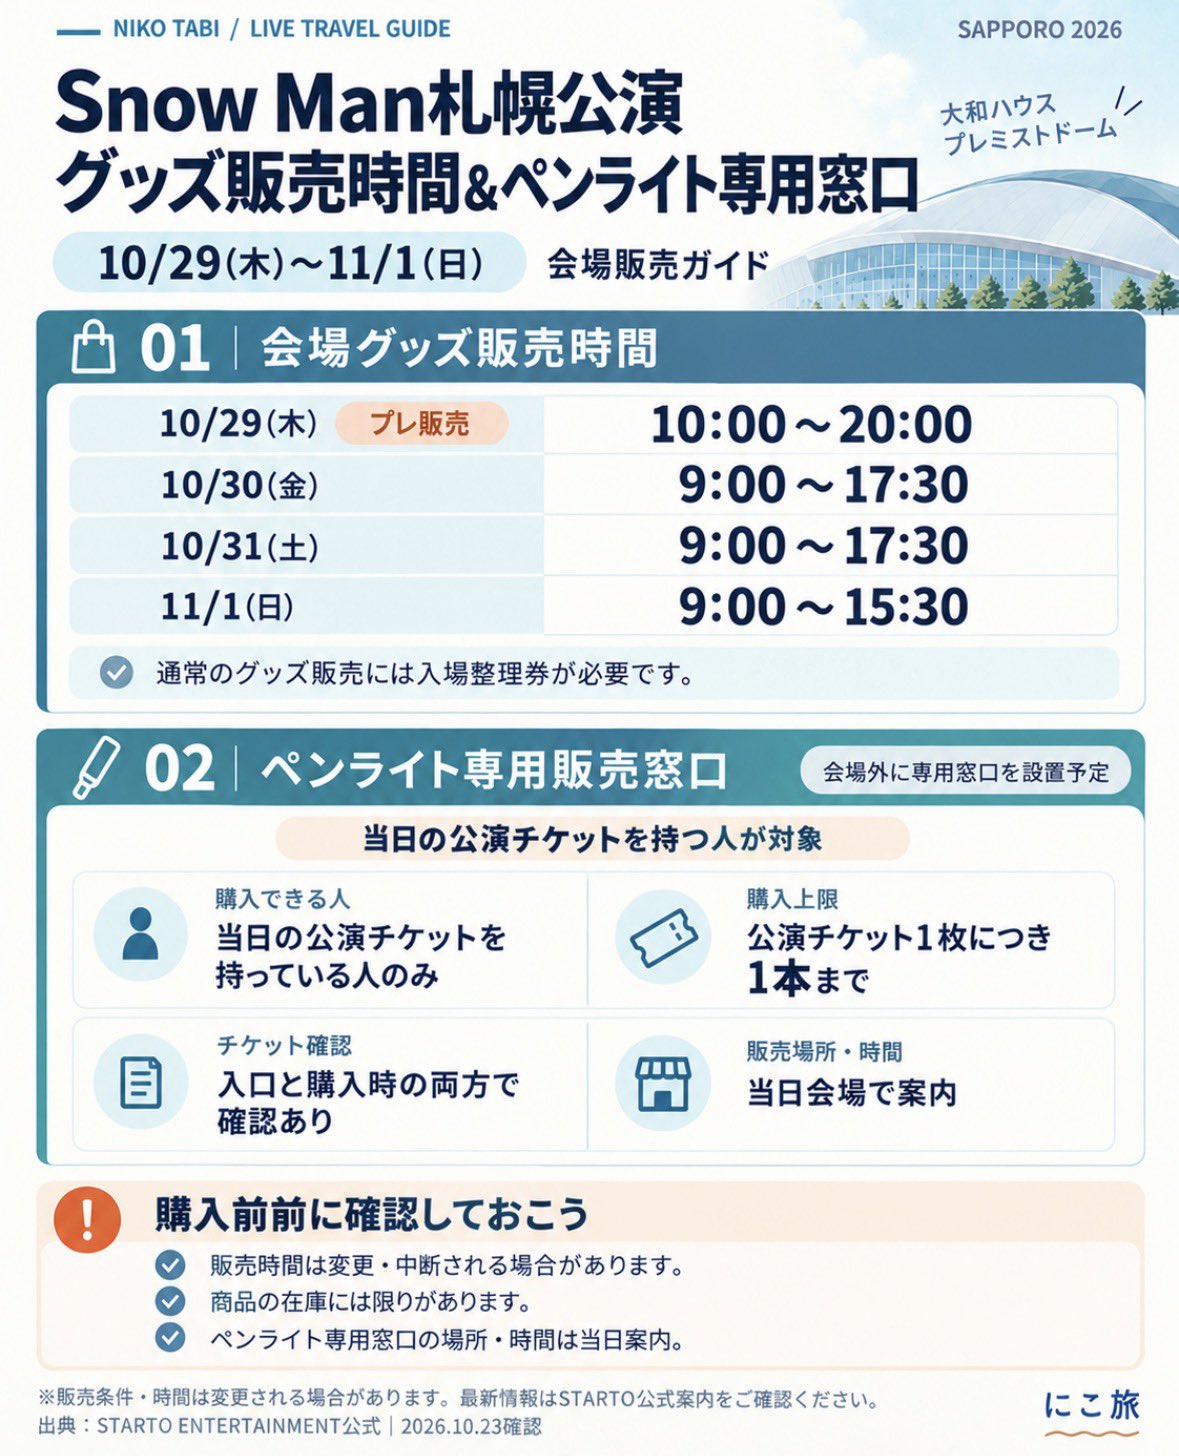 NIKO TABI / LIVE TRAVEL GUIDE
SAPPORO 2026
Snow Man札幌公演
グッズ販売時間&ペンライト専用窓口
大和ハウス
プレミストドーム
10/29(木)～11/1(日)
会場販売ガイド
01 会場グッズ販売時間
10/29(木) プレ販売 10:00～20:00
10/30(金) 9:00～17:30
10/31(土) 9:00～17:30
11/1(日) 9:00～15:30
通常のグッズ販売には入場整理券が必要です。
02 ペンライト専用販売窓口
会場外に専用窓口を設置予定
当日の公演チケットを持つ人が対象
購入できる人
当日の公演チケットを
持っている人のみ
購入上限
公演チケット1枚につき
1本まで
チケット確認
入口と購入時の両方で
確認あり
販売場所・時間
当日会場で案内
!
購入前前に確認しておこう
販売時間は変更・中断される場合があります。
商品の在庫には限りがあります。
ペンライト専用窓口の場所・時間は当日案内。
※販売条件・時間は変更される場合があります。最新情報はSTARTO公式案内をご確認ください。
出典：STARTO ENTERTAINMENT公式｜2026.10.23確認
にこ旅